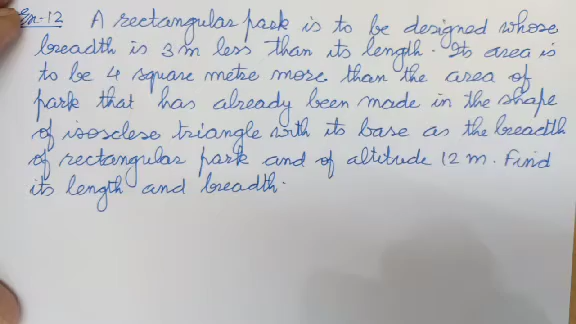 Ex-12 A rectangular park is to be designed whose
breadth is 3 m less than its length. Its area is
to be 4 square metre more than the area of
park that has already been made in the shape
of isosclese triangle with its base as the breadth
of rectangular park and of altitude 12 m. Find
its length and breadth.